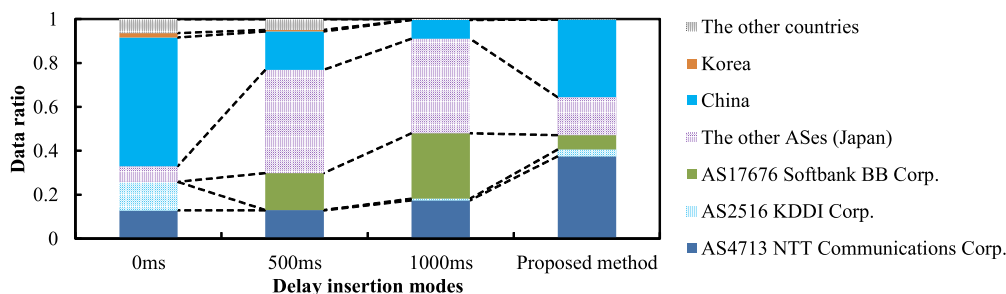 1
0.8
0.6
0.4
0.2
0
Data ratio
0ms
500ms
1000ms
Proposed method
Delay insertion modes
The other countries
Korea
China
The other ASes (Japan)
AS17676 Softbank BB Corp.
AS2516 KDDI Corp.
AS4713 NTT Communications Corp.